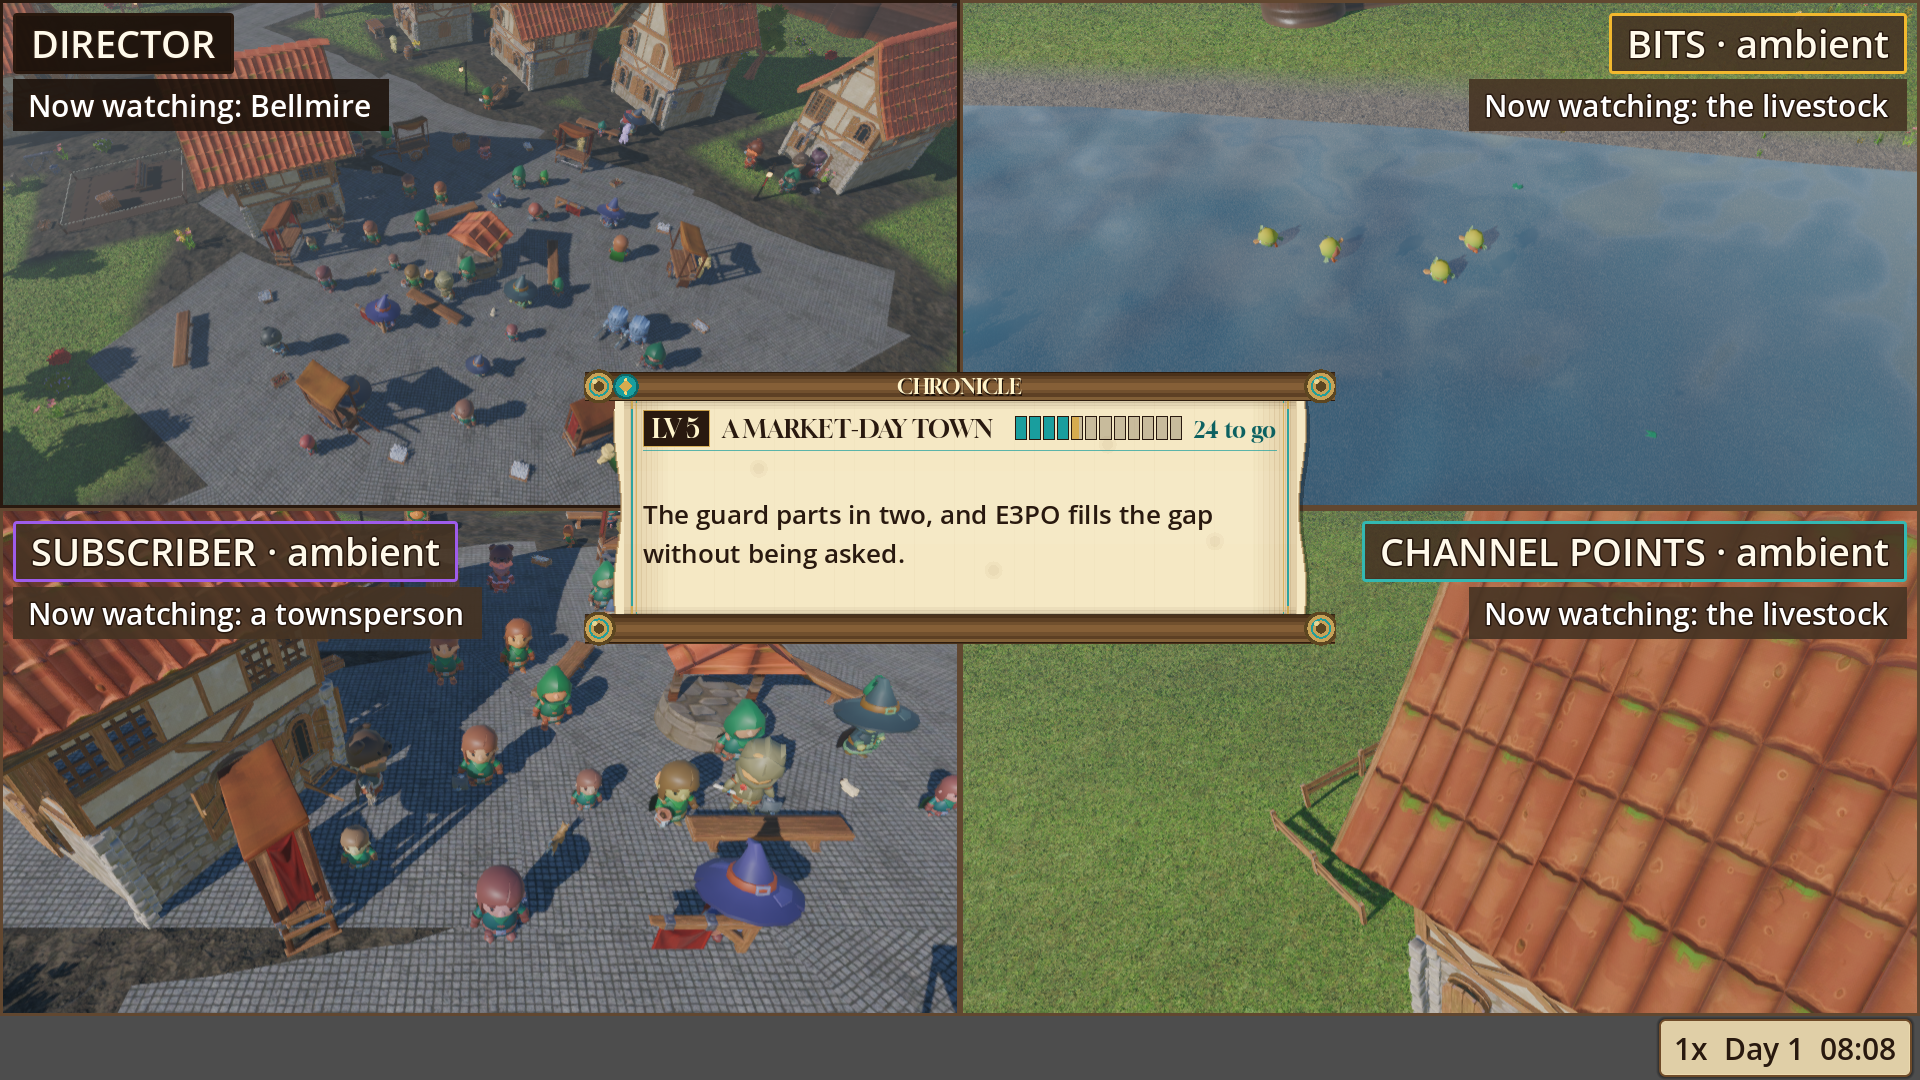 DIRECTOR
Now watching: Bellmire
BITS · ambient
Now watching: the livestock
CHRONICLE
LV 5 A MARKET-DAY TOWN 24 to go
The guard parts in two, and E3PO fills the gap
without being asked.
SUBSCRIBER · ambient
Now watching: a townsperson
CHANNEL POINTS · ambient
Now watching: the livestock
1x Day 1 08:08